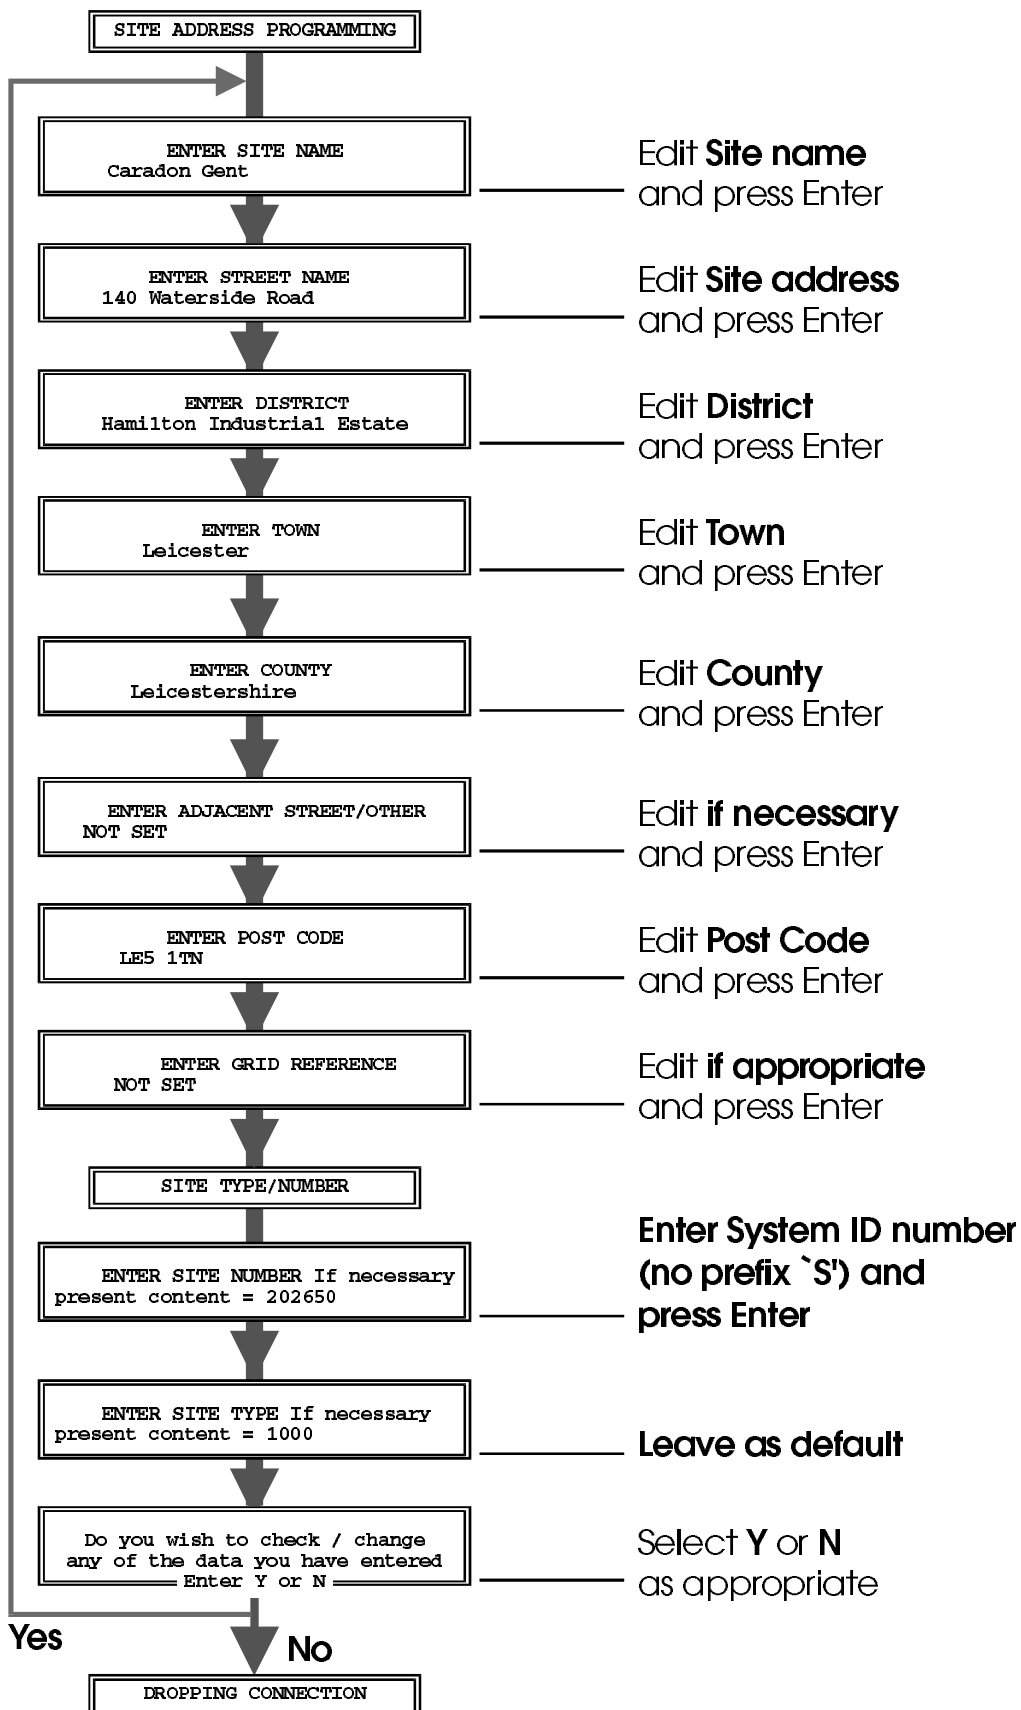 SITE ADDRESS PROGRAMMING
ENTER SITE NAME
Caradon Gent
Edit Site name
and press Enter
ENTER STREET NAME
140 Waterside Road
Edit Site address
and press Enter
ENTER DISTRICT
Hamilton Industrial Estate
Edit District
and press Enter
ENTER TOWN
Leicester
Edit Town
and press Enter
ENTER COUNTY
Leicestershire
Edit County
and press Enter
ENTER ADJACENT STREET/OTHER
NOT SET
Edit if necessary
and press Enter
ENTER POST CODE
LE5 1TN
Edit Post Code
and press Enter
ENTER GRID REFERENCE
NOT SET
Edit if appropriate
and press Enter
SITE TYPE/NUMBER
ENTER SITE NUMBER If necessary
present content = 202650
Enter System ID number
(no prefix `S') and
press Enter
ENTER SITE TYPE If necessary
present content = 1000
Leave as default
Do you wish to check / change
any of the data you have entered
Enter Y or N
Select Y or N
as appropriate
Yes
No
DROPPING CONNECTION